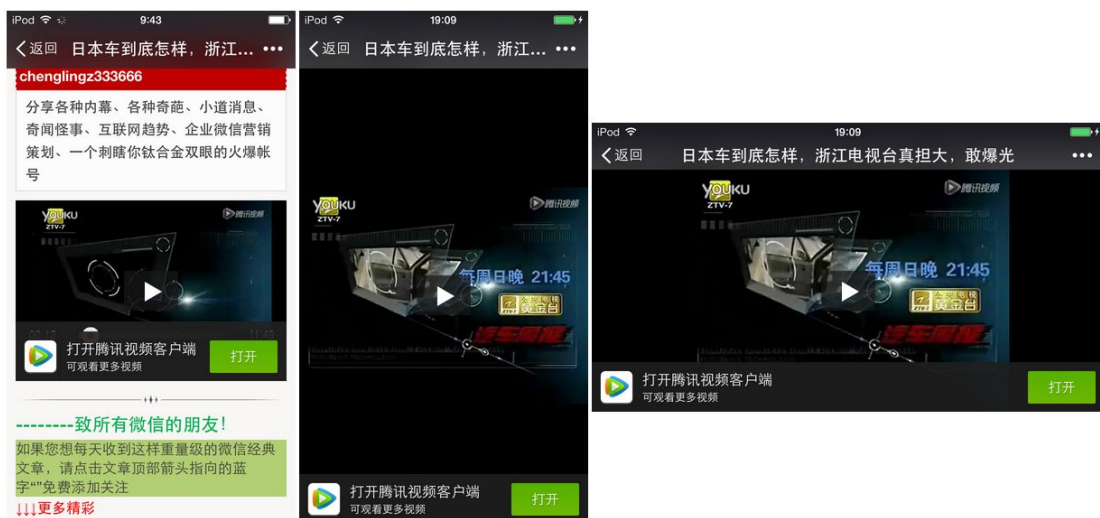 iPod
9:43
返回
日本车到底怎样，浙江...
chenglingz333666
分享各种内幕、各种奇葩、小道消息、
奇闻怪事、互联网趋势、企业微信营销
策划、一个刺瞎你钛合金双眼的火爆帐
号
YOUKU
ZTV-7
腾讯视频
打开腾讯视频客户端
可观看更多视频
打开
--------致所有微信的朋友！
如果您想每天收到这样重量级的微信经典
文章，请点击文章顶部箭头指向的蓝
字“”免费添加关注
↓↓↓更多精彩
iPod
19:09
返回
日本车到底怎样，浙江...
YOUKU
ZTV-7
腾讯视频
每周日晚 21:45
黄金台
汽车周报
打开腾讯视频客户端
可观看更多视频
打开
iPod
19:09
返回
日本车到底怎样，浙江电视台真担大，敢爆光
YOUKU
ZTV-7
腾讯视频
每周日晚 21:45
黄金台
汽车周报
打开腾讯视频客户端
可观看更多视频
打开